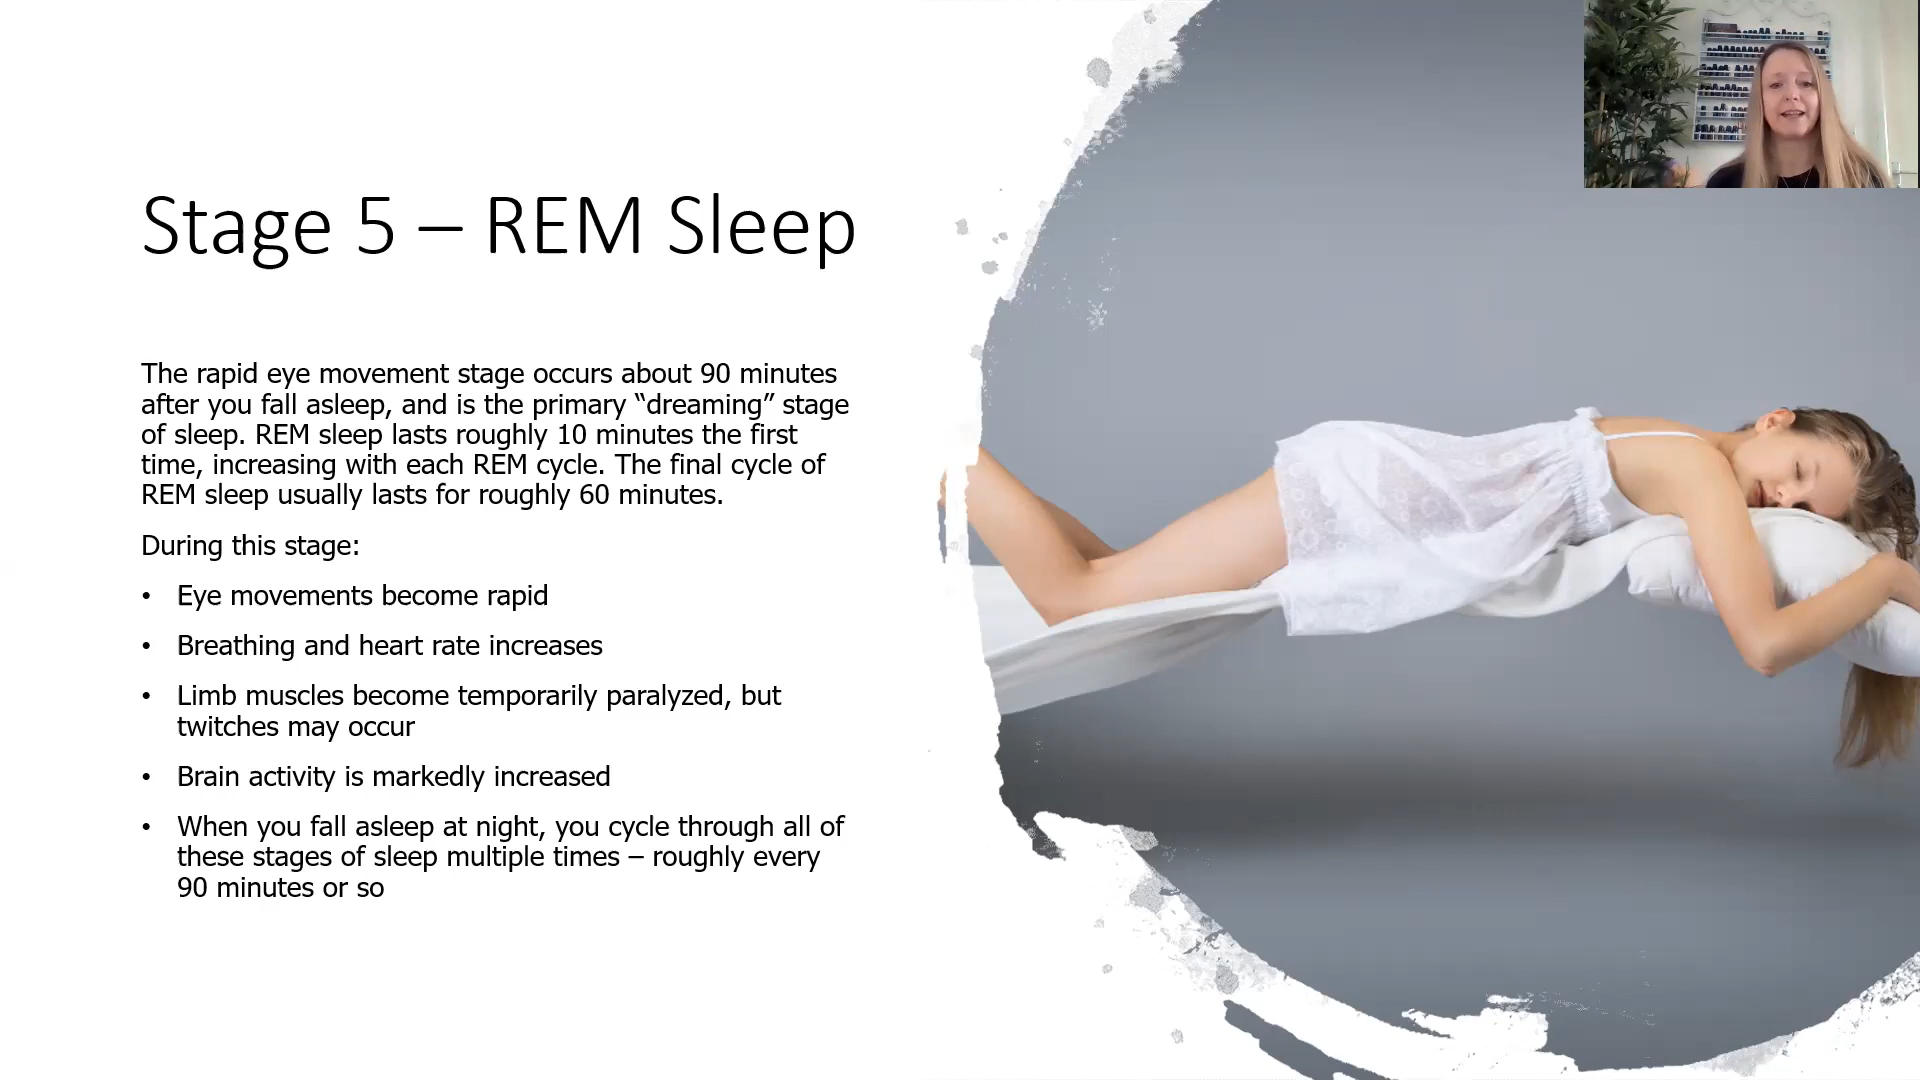 Stage 5 – REM Sleep
The rapid eye movement stage occurs about 90 minutes
after you fall asleep, and is the primary “dreaming” stage
of sleep. REM sleep lasts roughly 10 minutes the first
time, increasing with each REM cycle. The final cycle of
REM sleep usually lasts for roughly 60 minutes.
During this stage:
• Eye movements become rapid
• Breathing and heart rate increases
• Limb muscles become temporarily paralyzed, but
twitches may occur
• Brain activity is markedly increased
• When you fall asleep at night, you cycle through all of
these stages of sleep multiple times – roughly every
90 minutes or so